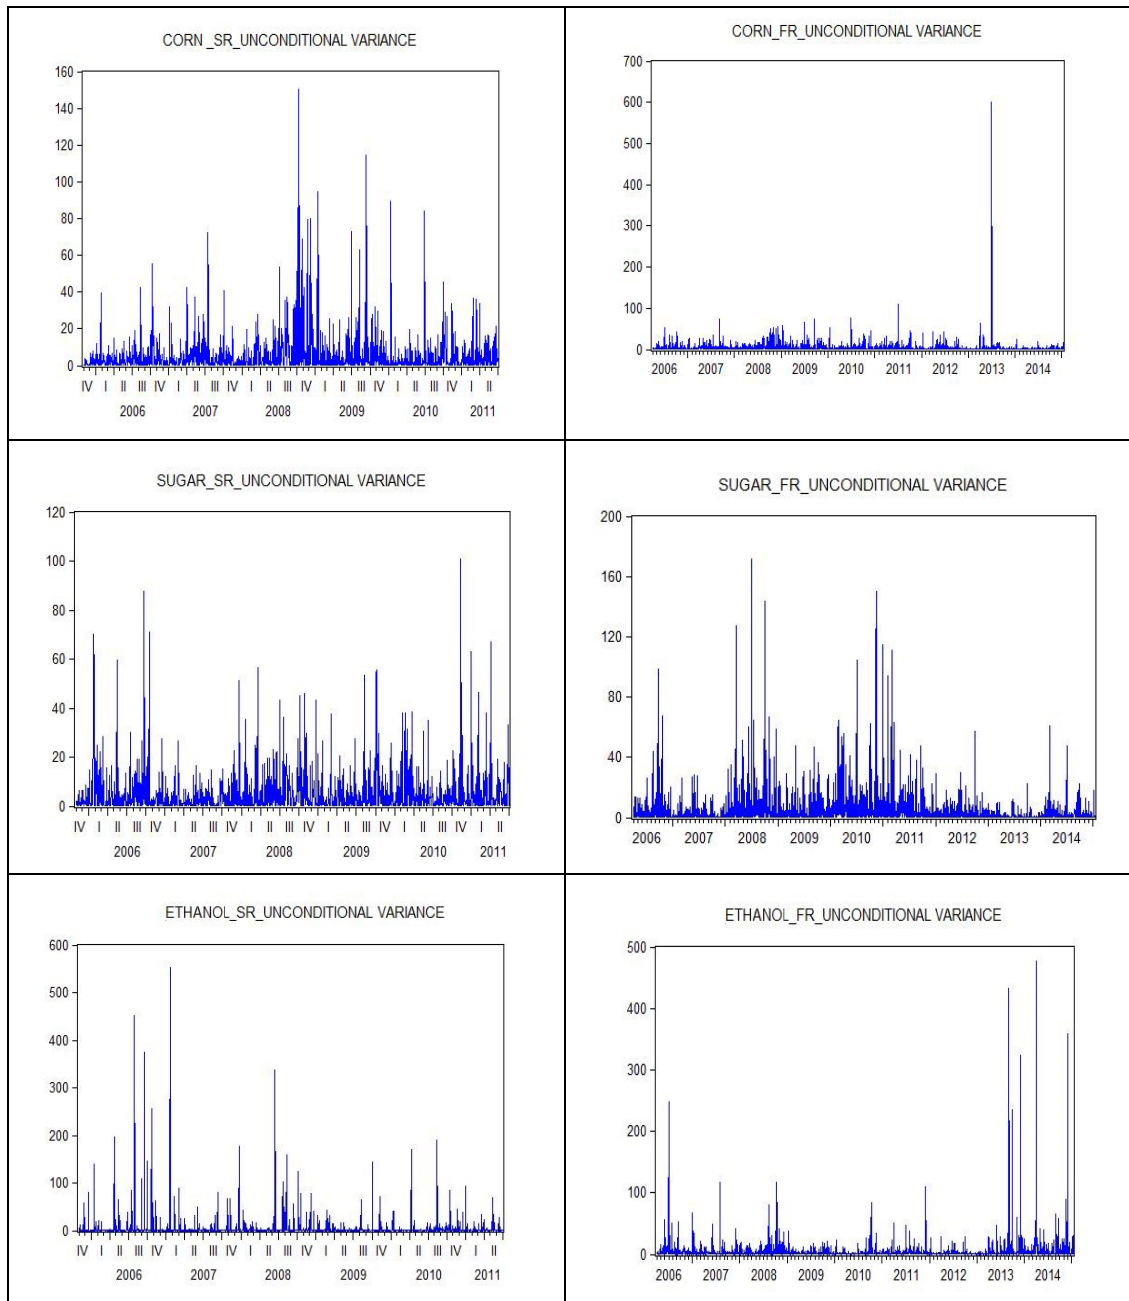 CORN _SR_UNCONDITIONAL VARIANCE
160
140
120
100
80
60
40
20
0
IV I II III IV I II III IV I II III IV I II III IV I II III IV I II
2006 2007 2008 2009 2010 2011
CORN_FR_UNCONDITIONAL VARIANCE
700
600
500
400
300
200
100
0
2006 2007 2008 2009 2010 2011 2012 2013 2014
SUGAR_SR_UNCONDITIONAL VARIANCE
120
100
80
60
40
20
0
IV I II III IV I II III IV I II III IV I II III IV I II III IV I II
2006 2007 2008 2009 2010 2011
SUGAR_FR_UNCONDITIONAL VARIANCE
200
160
120
80
40
0
2006 2007 2008 2009 2010 2011 2012 2013 2014
ETHANOL_SR_UNCONDITIONAL VARIANCE
600
500
400
300
200
100
0
IV I II III IV I II III IV I II III IV I II III IV I II III IV I II
2006 2007 2008 2009 2010 2011
ETHANOL_FR_UNCONDITIONAL VARIANCE
500
400
300
200
100
0
2006 2007 2008 2009 2010 2011 2012 2013 2014